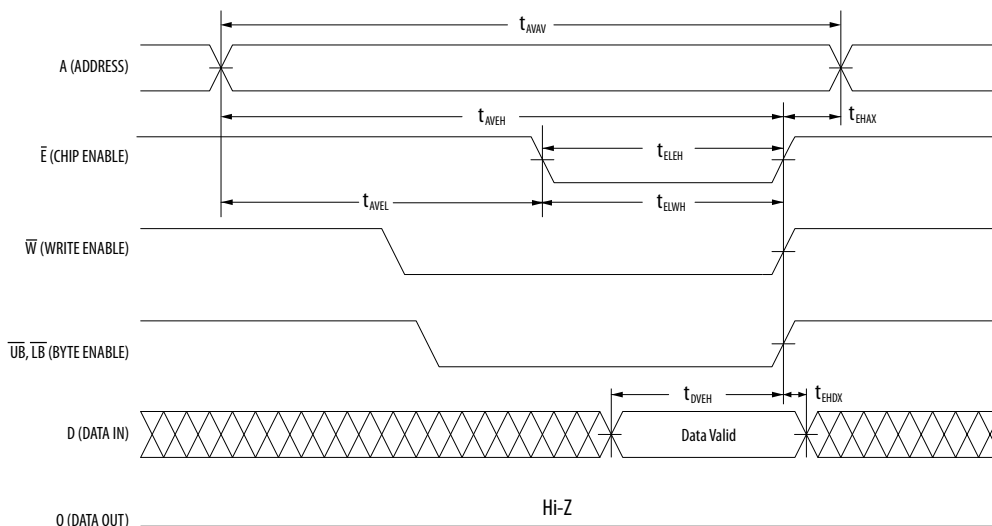 tAVAV
A (ADDRESS)
tAVEH
tEHAX
E̅ (CHIP ENABLE)
tELEH
tAVEL
tELWH
W̅ (WRITE ENABLE)
U̅B̅, L̅B̅ (BYTE ENABLE)
tDVEH
tEHDX
D (DATA IN)
Data Valid
Hi-Z
Q (DATA OUT)